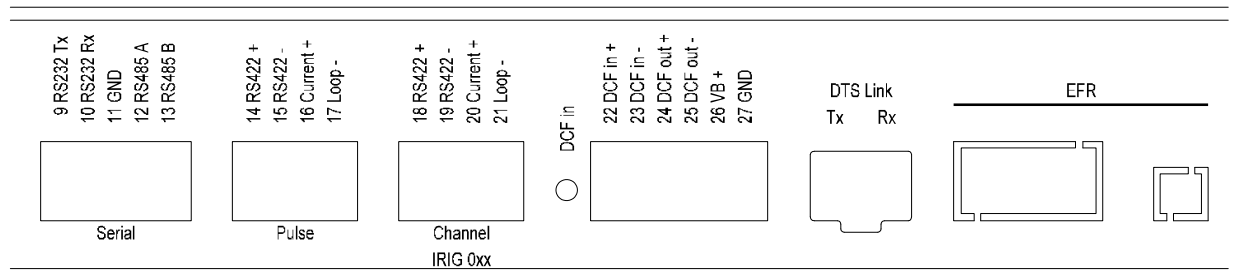 9 RS232 Tx
10 RS232 Rx
11 GND
12 RS485 A
13 RS485 B
Serial
14 RS422 +
15 RS422 -
16 Current +
17 Loop -
Pulse
18 RS422 +
19 RS422 -
20 Current +
21 Loop -
Channel
IRIG 0xx
DCF in
22 DCF in +
23 DCF in -
24 DCF out +
25 DCF out -
26 VB +
27 GND
DTS Link
Tx Rx
EFR